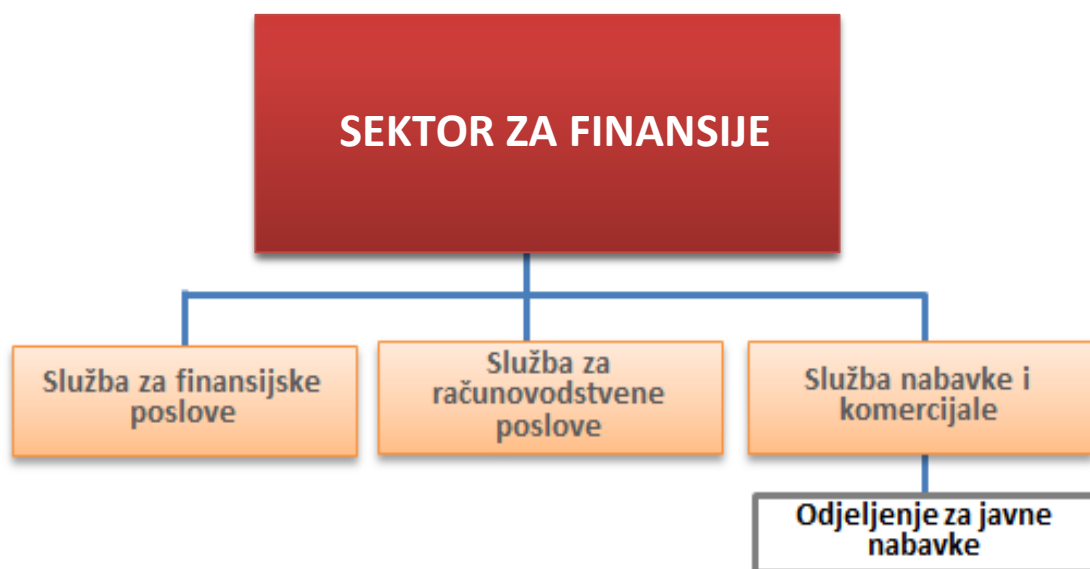 SEKTOR ZA FINANSIJE
Služba za finansijske
poslove
Služba za
računovodstvene
poslove
Služba nabavke i
komercijale
Odjeljenje za javne
nabavke